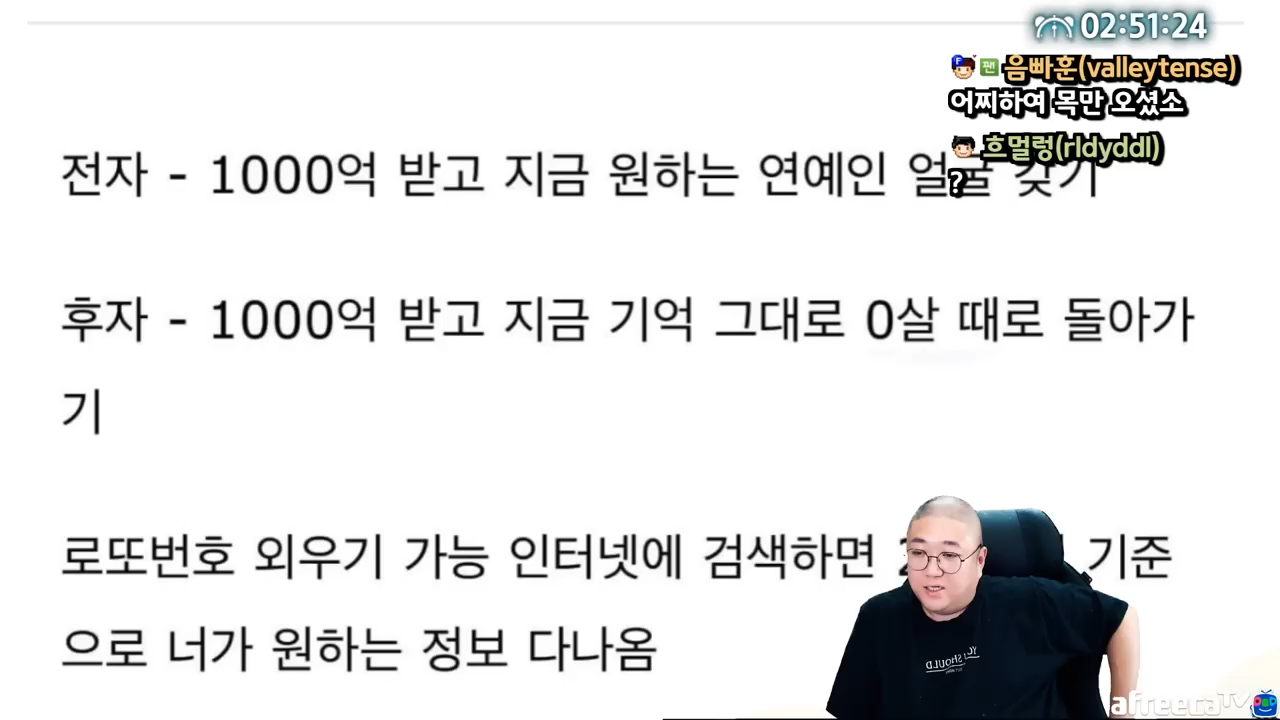 02:51:24
팬 음빠훈(valleytense)
어찌하여 목만 오셨소
흐멀렁(rldyddl)
?
전자 - 1000억 받고 지금 원하는 연예인 갖기
후자 - 1000억 받고 지금 기억 그대로 0살 때로 돌아가
기
로또번호 외우기 가능 인터넷에 검색하면 기준
으로 너가 원하는 정보 다나옴
YOU SHOULD
afreecaTV